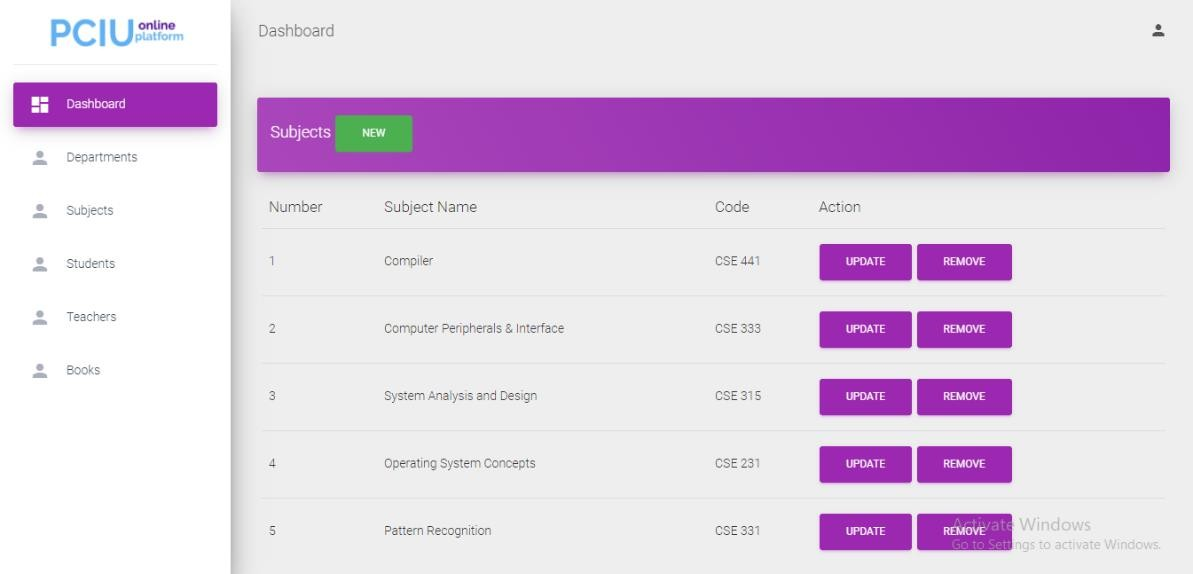 PCIU online platform
Dashboard
Dashboard
Departments
Subjects
Students
Teachers
Books
Subjects NEW
Number Subject Name Code Action
1 Compiler CSE 441 UPDATE REMOVE
2 Computer Peripherals & Interface CSE 333 UPDATE REMOVE
3 System Analysis and Design CSE 315 UPDATE REMOVE
4 Operating System Concepts CSE 231 UPDATE REMOVE
5 Pattern Recognition CSE 331 UPDATE REMOVE
Activate Windows
Go to Settings to activate Windows.